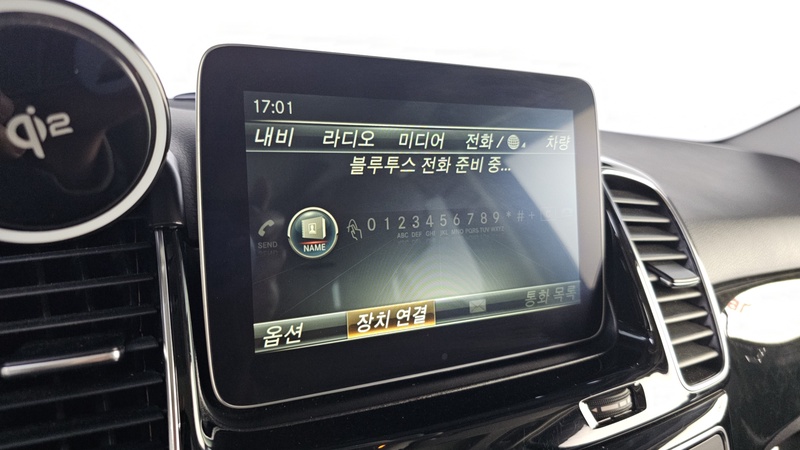 qi2
17:01
내비 라디오 미디어 전화 / 차량
블루투스 전화 준비 중...
SEND
NAME
0 1 2 3 4 5 6 7 8 9 * # +
ABC DEF GHI JKL MNO PQRS TUV WXYZ
옵션 장치 연결 통화 목록
ar